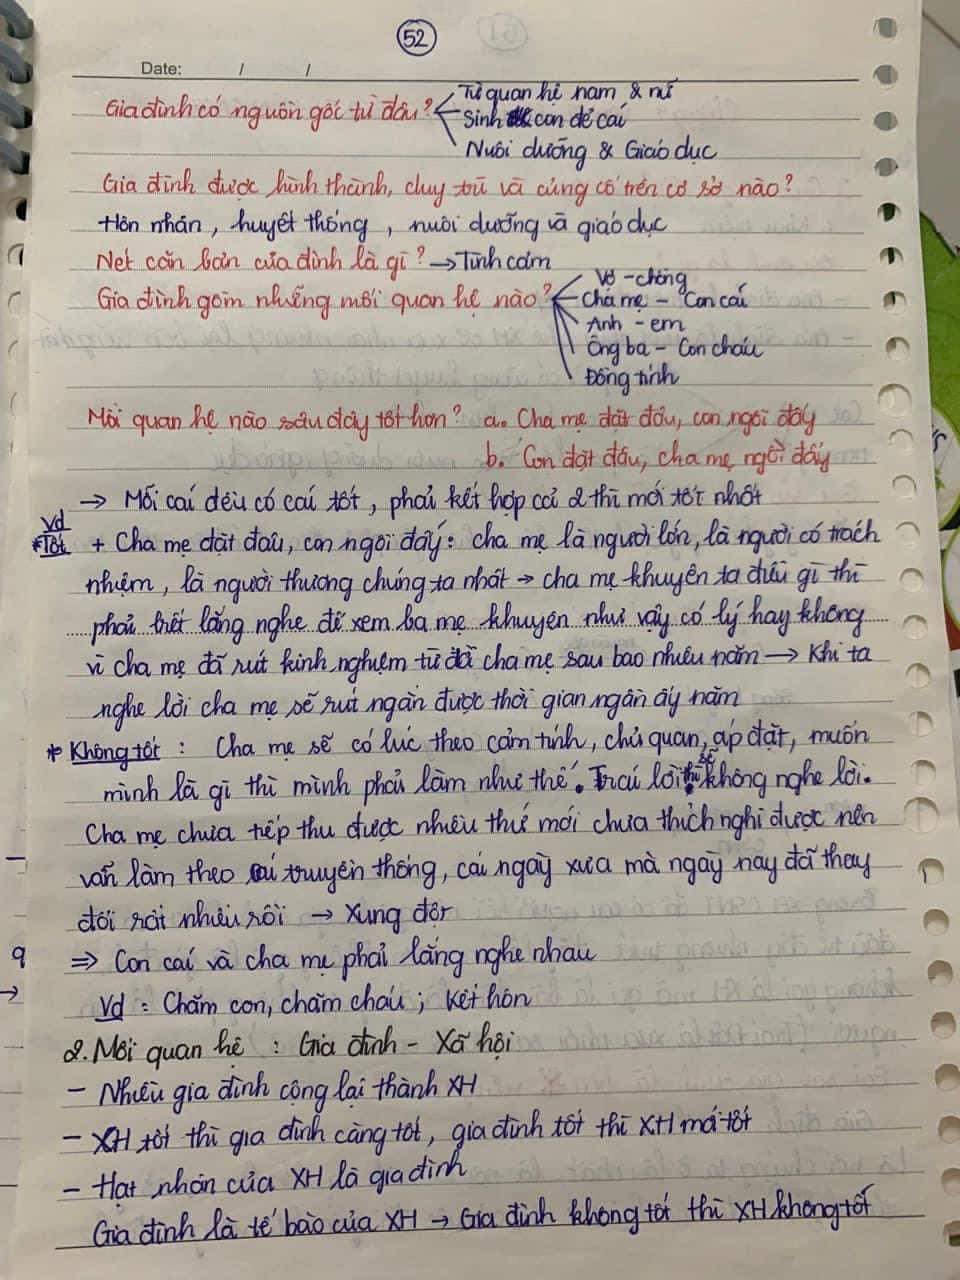 52
Date: / /
Gia đình có nguồn gốc từ đâu? Từ quan hệ nam & nữ
Sinh con đẻ cái
Nuôi dưỡng & Giáo dục
Gia đình được hình thành, duy trì và củng cố trên cơ sở nào?
Hôn nhân, huyết thống, nuôi dưỡng và giáo dục
Nét căn bản của đình là gì? → Tình cảm
Gia đình gồm những mối quan hệ nào? Vợ - chồng
Cha mẹ - Con cái
Anh - em
Ông bà - Con cháu
Đồng tính
Mối quan hệ nào sau đây tốt hơn? a. Cha mẹ đặt đâu, con ngồi đấy
b. Con đặt đâu, cha mẹ ngồi đấy
→ Mỗi cái đều có cái tốt, phải kết hợp cả 2 thì mới tốt nhất
Vd
*Tốt + Cha mẹ đặt đâu, con ngồi đấy: cha mẹ là người lớn, là người có trách
nhiệm, là người thương chúng ta nhất → cha mẹ khuyên ta điều gì thì
phải biết lắng nghe để xem ba mẹ khuyên như vậy có lý hay không
vì cha mẹ đã rút kinh nghiệm từ đời cha mẹ sau bao nhiêu năm → Khi ta
nghe lời cha mẹ sẽ rút ngắn được thời gian ngần ấy năm
* Không tốt: Cha mẹ sẽ có lúc theo cảm tính, chủ quan, áp đặt, muốn
mình là gì thì mình phải làm như thế. Trái lời sẽ không nghe lời.
Cha mẹ chưa tiếp thu được nhiều thứ mới chưa thích nghi được nên
vẫn làm theo cái truyền thống, cái ngày xưa mà ngày nay đã thay
đổi rất nhiều rồi → Xung đột
⇒ Con cái và cha mẹ phải lắng nghe nhau
Vd: Chăm con, chăm cháu; kết hôn
2. Mối quan hệ: Gia đình - Xã hội
- Nhiều gia đình cộng lại thành XH
- XH tốt thì gia đình càng tốt, gia đình tốt thì XH mới tốt
- Hạt nhân của XH là gia đình
Gia đình là tế bào của XH → Gia đình không tốt thì XH không tốt